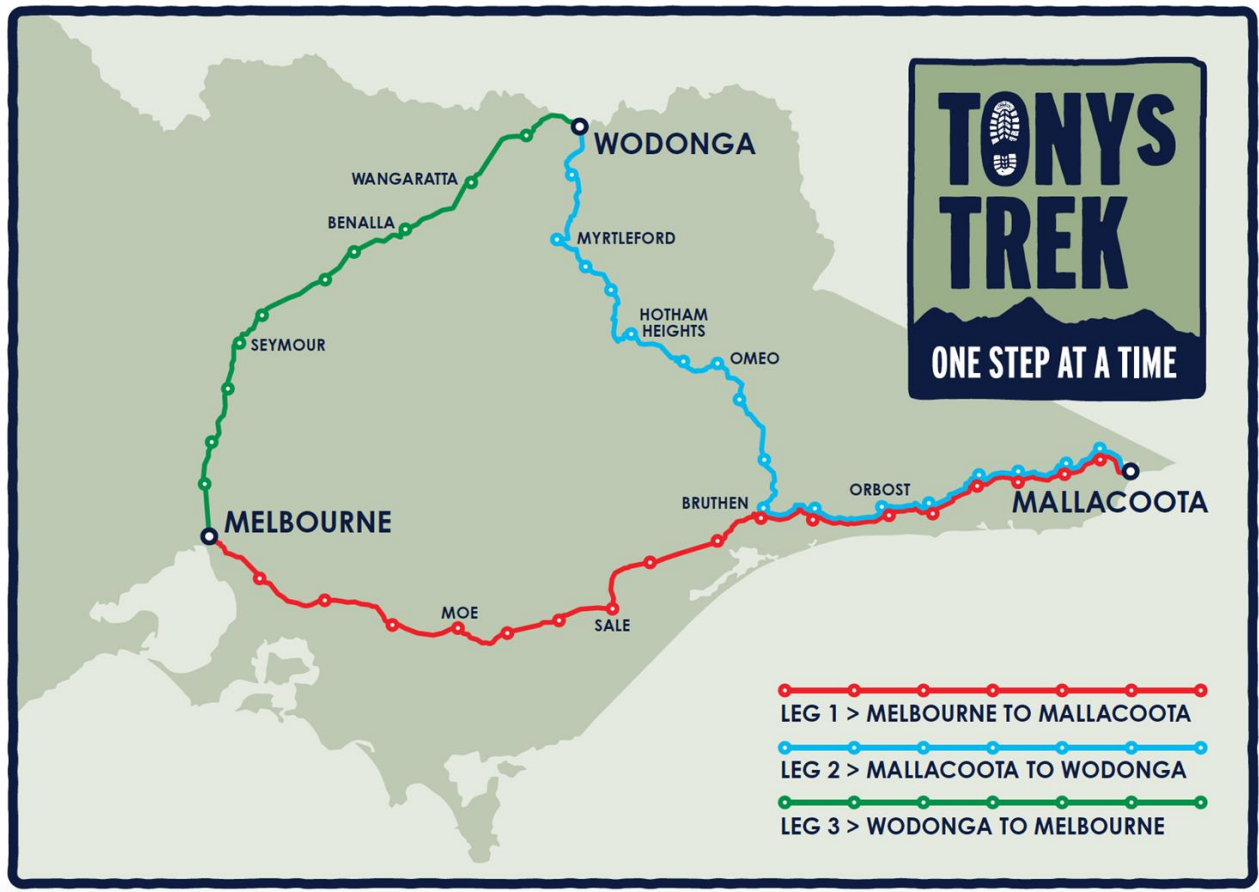 TONYS
TREK
ONE STEP AT A TIME
WODONGA
WANGARATTA
BENALLA
MYRTLEFORD
HOTHAM
HEIGHTS
SEYMOUR
OMEO
ORBOST
BRUTHEN
MALLACOOTA
MELBOURNE
MOE
SALE
LEG 1 > MELBOURNE TO MALLACOOTA
LEG 2 > MALLACOOTA TO WODONGA
LEG 3 > WODONGA TO MELBOURNE